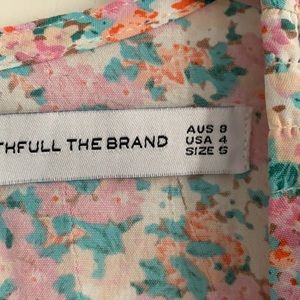 THFULL THE BRAND
AUS 8
USA 4
SIZE S